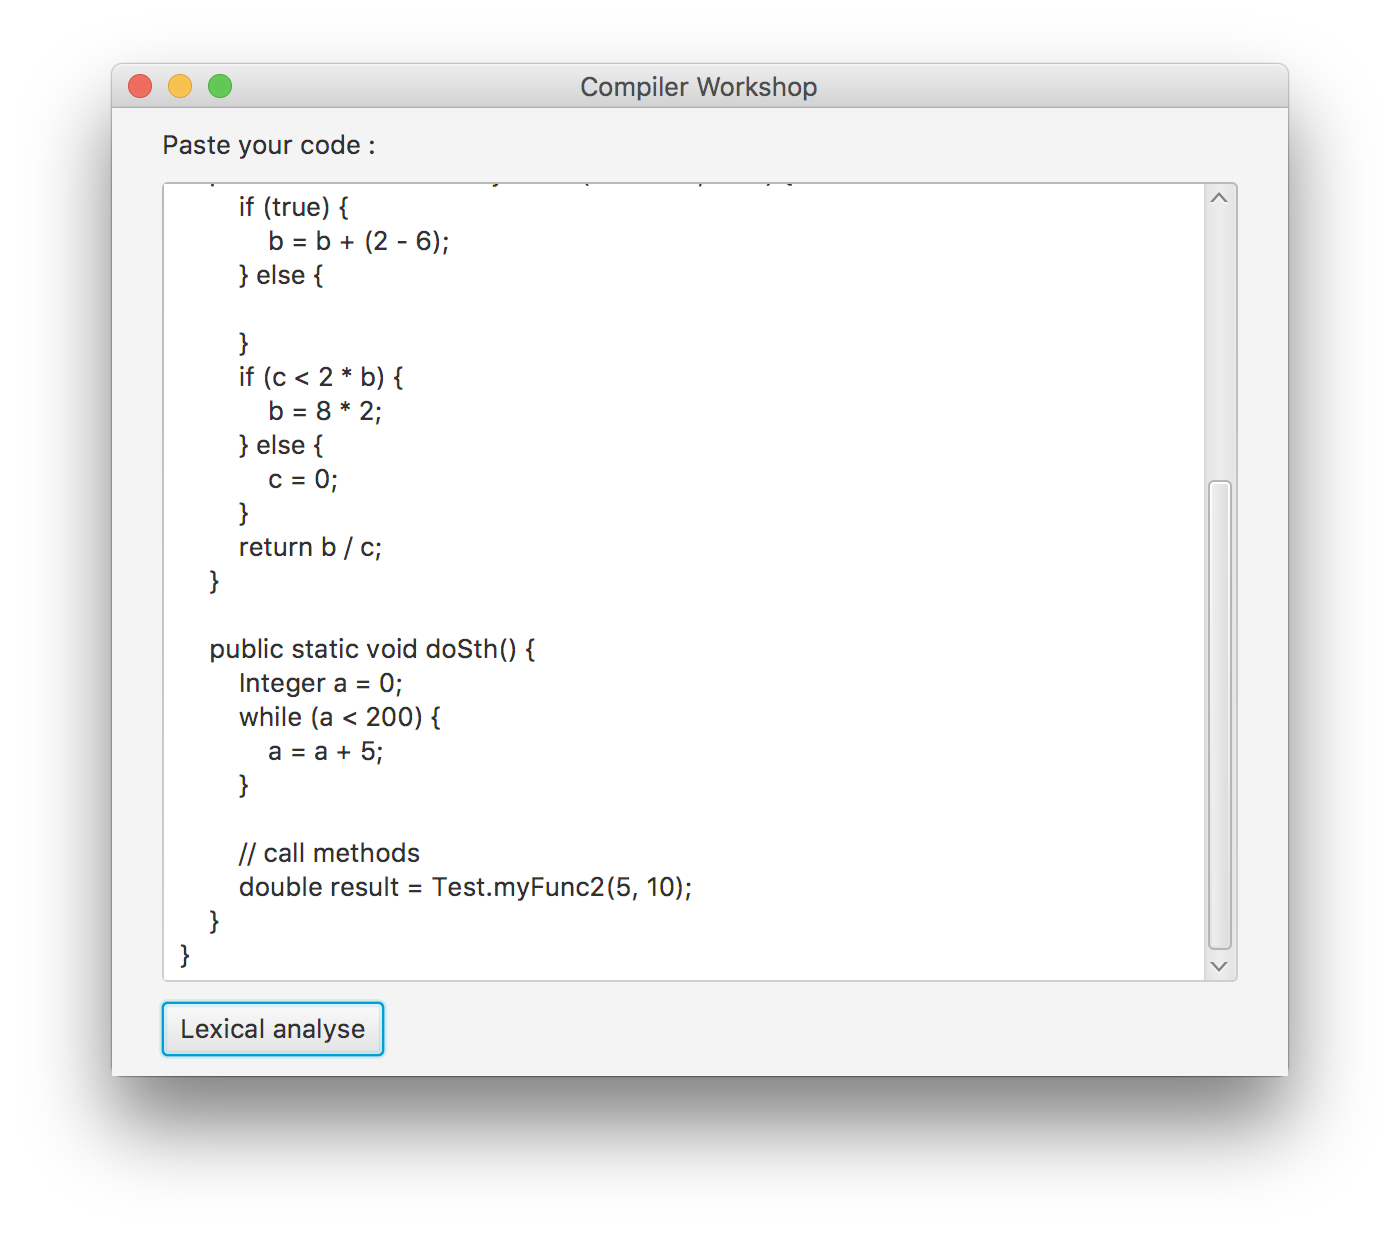 Compiler Workshop
Paste your code :
if (true) {
b = b + (2 - 6);
} else {
}
if (c < 2 * b) {
b = 8 * 2;
} else {
c = 0;
}
return b / c;
}
public static void doSth() {
Integer a = 0;
while (a < 200) {
a = a + 5;
}
// call methods
double result = Test.myFunc2(5, 10);
}
}
Lexical analyse